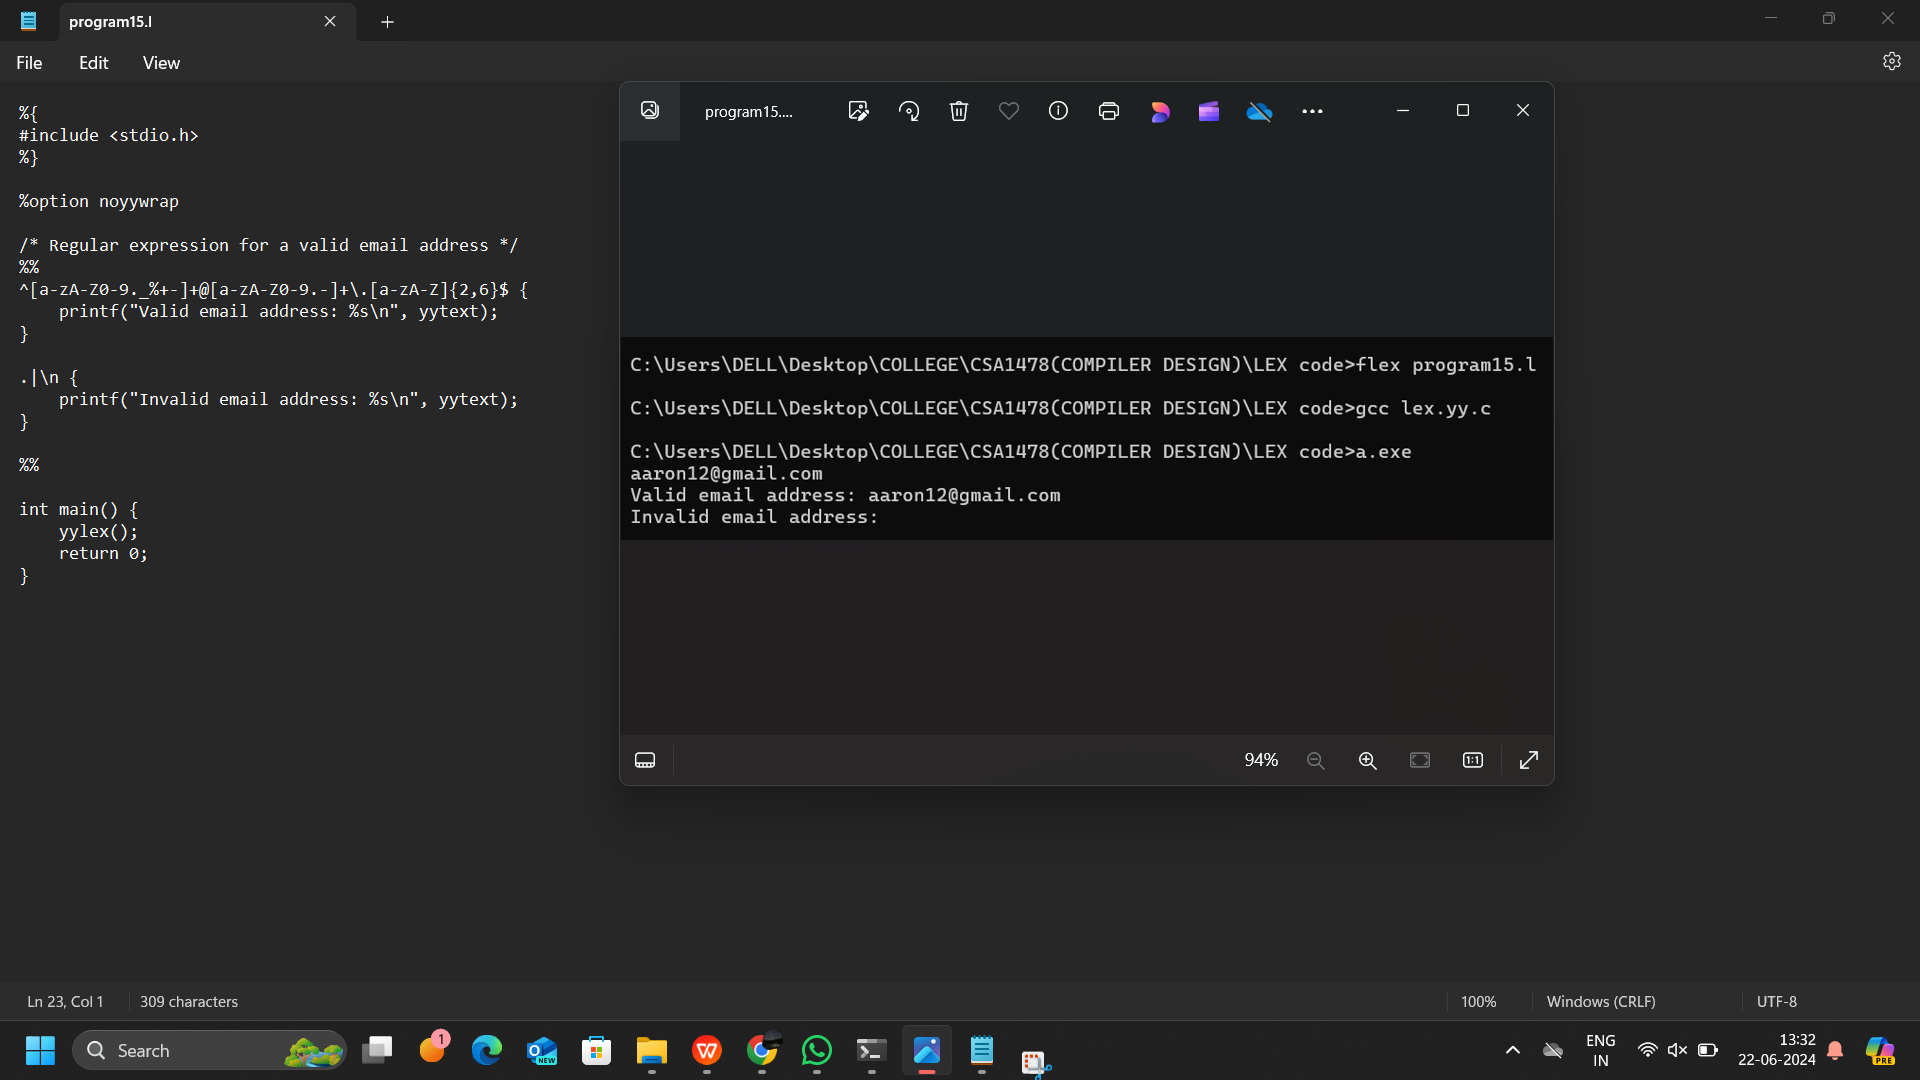 program15.l
File Edit View
%{
#include <stdio.h>
%}
%option noyywrap
/* Regular expression for a valid email address */
%%
^[a-zA-Z0-9._%+-]+@[a-zA-Z0-9.-]+\.[a-zA-Z]{2,6}$ {
    printf("Valid email address: %s\n", yytext);
}
.|\n {
    printf("Invalid email address: %s\n", yytext);
}
%%
int main() {
    yylex();
    return 0;
}
program15....
C:\Users\DELL\Desktop\COLLEGE\CSA1478(COMPILER DESIGN)\LEX code>flex program15.l
C:\Users\DELL\Desktop\COLLEGE\CSA1478(COMPILER DESIGN)\LEX code>gcc lex.yy.c
C:\Users\DELL\Desktop\COLLEGE\CSA1478(COMPILER DESIGN)\LEX code>a.exe
aaron12@gmail.com
Valid email address: aaron12@gmail.com
Invalid email address:
94% 1:1
Ln 23, Col 1 309 characters 100% Windows (CRLF) UTF-8
Search 1 NEW ENG 13:32
IN 22-06-2024 PRE